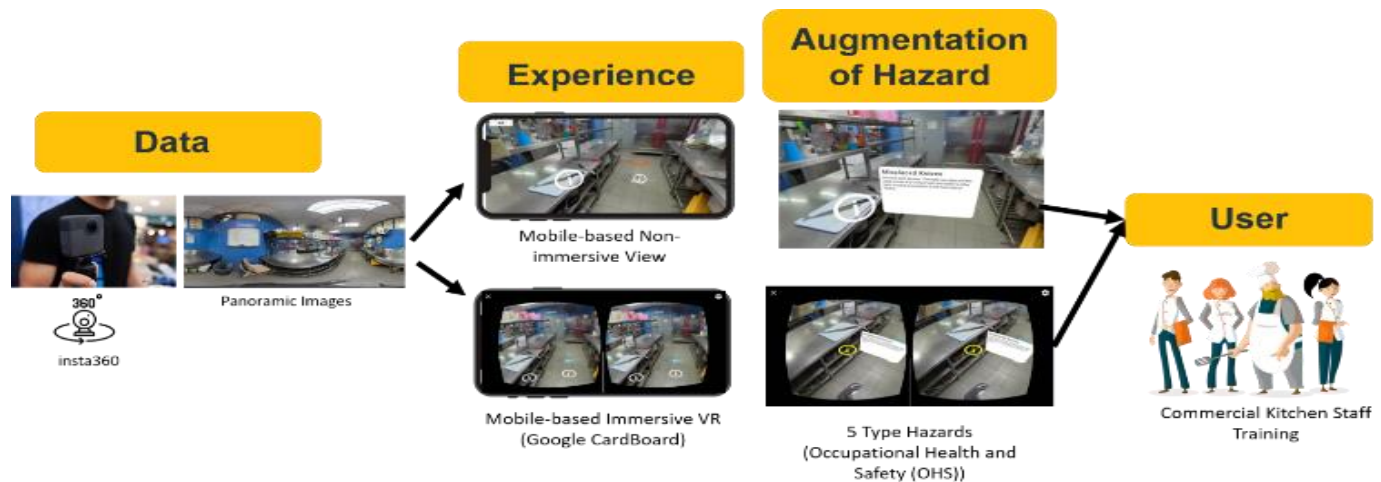 Data
360°
insta360
Panoramic Images
Experience
Mobile-based Non-
immersive View
Mobile-based Immersive VR
(Google CardBoard)
Augmentation
of Hazard
Misplaced Knives
5 Type Hazards
(Occupational Health and
Safety (OHS))
User
Commercial Kitchen Staff
Training